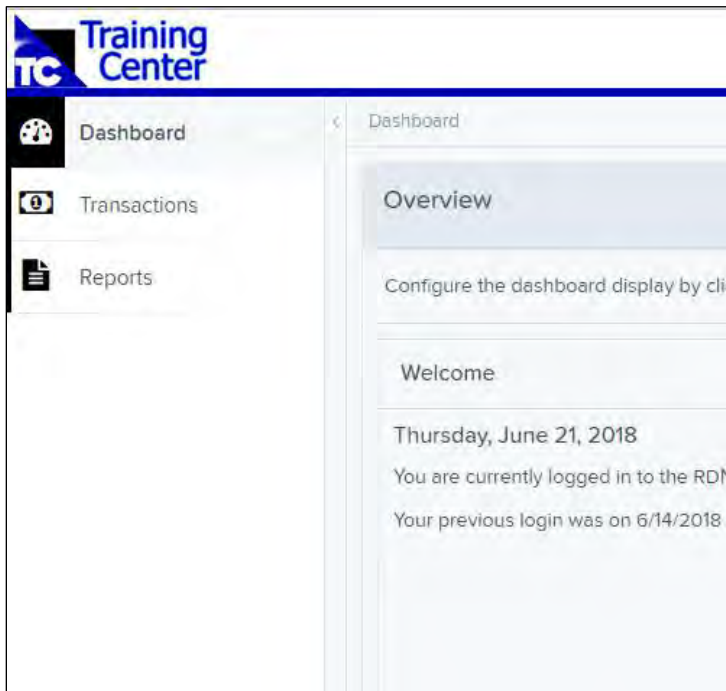 Training
Center
TC
Dashboard
Transactions
Reports
Dashboard
Overview
Configure the dashboard display by cli
Welcome
Thursday, June 21, 2018
You are currently logged in to the RDN
Your previous login was on 6/14/2018